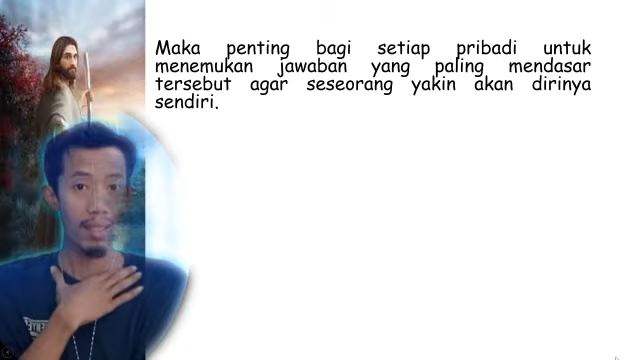 Maka penting bagi setiap pribadi untuk
menemukan jawaban yang paling mendasar
tersebut agar seseorang yakin akan dirinya
sendiri.